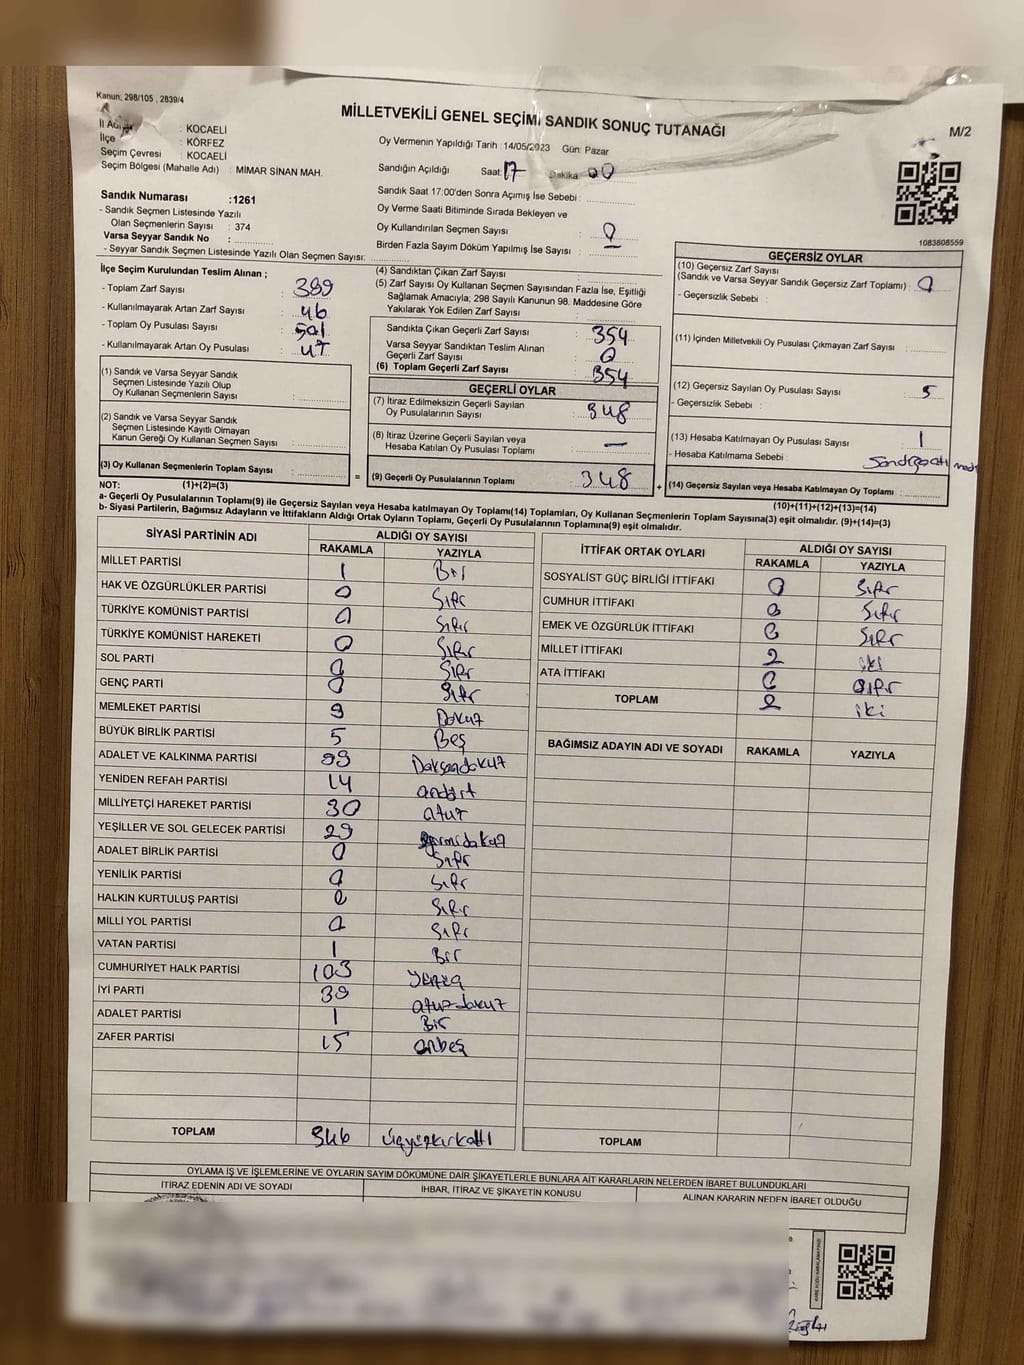 Kanun; 298/105 , 2839/4
MİLLETVEKİLİ GENEL SEÇİMİ SANDIK SONUÇ TUTANAĞI
M/2
İl Adı : KOCAELİ
İlçe : KÖRFEZ
Seçim Çevresi : KOCAELİ
Seçim Bölgesi (Mahalle Adı) : MİMAR SİNAN MAH.
Oy Vermenin Yapıldığı Tarih : 14/05/2023 Gün: Pazar
Sandığın Açıldığı Saat: 17 Dakika 00
Sandık Saat 17:00'den Sonra Açımış İse Sebebi :
Oy Verme Saati Bitiminde Sırada Bekleyen ve
Oy Kullandırılan Seçmen Sayısı : 0
Birden Fazla Sayım Döküm Yapılmış İse Sayısı :
1083606559
Sandık Numarası :1261
- Sandık Seçmen Listesinde Yazılı
Olan Seçmenlerin Sayısı : 374
Varsa Seyyar Sandık No :
- Seyyar Sandık Seçmen Listesinde Yazılı Olan Seçmen Sayısı:
İlçe Seçim Kurulundan Teslim Alınan ;
- Toplam Zarf Sayısı :
- Kullanılmayarak Artan Zarf Sayısı : 46
- Toplam Oy Pusulası Sayısı :
- Kullanılmayarak Artan Oy Pusulası : 47
(1) Sandık ve Varsa Seyyar Sandık
Seçmen Listesinde Yazılı Olup
Oy Kullanan Seçmenlerin Sayısı :
(2) Sandık ve Varsa Seyyar Sandık
Seçmen Listesinde Kayıtlı Olmayan
Kanun Gereği Oy Kullanan Seçmen Sayısı :
(3) Oy Kullanan Seçmenlerin Toplam Sayısı :
(4) Sandıktan Çıkan Zarf Sayısı :
(5) Zarf Sayısı Oy Kullanan Seçmen Sayısından Fazla İse, Eşitliği
Sağlamak Amacıyla; 298 Sayılı Kanunun 98. Maddesine Göre
Yakılarak Yok Edilen Zarf Sayısı :
Sandıkta Çıkan Geçerli Zarf Sayısı : 354
Varsa Seyyar Sandıktan Teslim Alınan
Geçerli Zarf Sayısı : 0
(6) Toplam Geçerli Zarf Sayısı : 354
GEÇERLİ OYLAR
(7) İtiraz Edilmeksizin Geçerli Sayılan
Oy Pusulalarının Sayısı : 348
(8) İtiraz Üzerine Geçerli Sayılan veya
Hesaba Katılan Oy Pusulası Toplamı : —
= (9) Geçerli Oy Pusulalarının Toplamı : 348 +
GEÇERSİZ OYLAR
(10) Geçersiz Zarf Sayısı
(Sandık ve Varsa Seyyar Sandık Geçersiz Zarf Toplamı) : 0
- Geçersizlik Sebebi :
(11) İçinden Milletvekili Oy Pusulası Çıkmayan Zarf Sayısı :
(12) Geçersiz Sayılan Oy Pusulası Sayısı : 5
- Geçersizlik Sebebi :
(13) Hesaba Katılmayan Oy Pusulası Sayısı : 1
- Hesaba Katılmama Sebebi :
(14) Geçersiz Sayılan veya Hesaba Katılmayan Oy Toplamı :
NOT: (1)+(2)=(3)
(10)+(11)+(12)+(13)=(14)
a- Geçerli Oy Pusulalarının Toplamı(9) ile Geçersiz Sayılan veya Hesaba katılmayan Oy Toplamı(14) Toplamları, Oy Kullanan Seçmenlerin Toplam Sayısına(3) eşit olmalıdır. (9)+(14)=(3)
b- Siyasi Partilerin, Bağımsız Adayların ve İttifakların Aldığı Ortak Oyların Toplamı, Geçerli Oy Pusulalarının Toplamına(9) eşit olmalıdır.
SİYASİ PARTİNİN ADI ALDIĞI OY SAYISI
RAKAMLA YAZIYLA
MİLLET PARTİSİ 1 Bir
HAK VE ÖZGÜRLÜKLER PARTİSİ 0 Sıfır
TÜRKİYE KOMÜNİST PARTİSİ 0 Sıfır
TÜRKİYE KOMÜNİST HAREKETİ 0 Sıfır
SOL PARTİ 0 Sıfır
GENÇ PARTİ 0 Sıfır
MEMLEKET PARTİSİ 9 Dokuz
BÜYÜK BİRLİK PARTİSİ 5 Beş
ADALET VE KALKINMA PARTİSİ 99 Doksandokuz
YENİDEN REFAH PARTİSİ 14 ondört
MİLLİYETÇİ HAREKET PARTİSİ 30 otuz
YEŞİLLER VE SOL GELECEK PARTİSİ 29 yirmidokuz
ADALET BİRLİK PARTİSİ 0 Sıfır
YENİLİK PARTİSİ 0 Sıfır
HALKIN KURTULUŞ PARTİSİ 0 Sıfır
MİLLİ YOL PARTİSİ 0 Sıfır
VATAN PARTİSİ 1 Bir
CUMHURİYET HALK PARTİSİ 103
İYİ PARTİ 39 otuzdokuz
ADALET PARTİSİ 1 Bir
ZAFER PARTİSİ 15 onbeş
TOPLAM 346 üçyüzkırkaltı
İTTİFAK ORTAK OYLARI ALDIĞI OY SAYISI
RAKAMLA YAZIYLA
SOSYALİST GÜÇ BİRLİĞİ İTTİFAKI 0 Sıfır
CUMHUR İTTİFAKI 0 Sıfır
EMEK VE ÖZGÜRLÜK İTTİFAKI 0 Sıfır
MİLLET İTTİFAKI 2 iki
ATA İTTİFAKI 0 Sıfır
TOPLAM 2 iki
BAĞIMSIZ ADAYIN ADI VE SOYADI RAKAMLA YAZIYLA
TOPLAM
OYLAMA İŞ VE İŞLEMLERİNE VE OYLARIN SAYIM DÖKÜMÜNE DAİR ŞİKAYETLERLE BUNLARA AİT KARARLARIN NELERDEN İBARET BULUNDUKLARI
İTİRAZ EDENİN ADI VE SOYADI İHBAR, İTİRAZ VE ŞİKAYETİN KONUSU ALINAN KARARIN NEDEN İBARET OLDUĞU